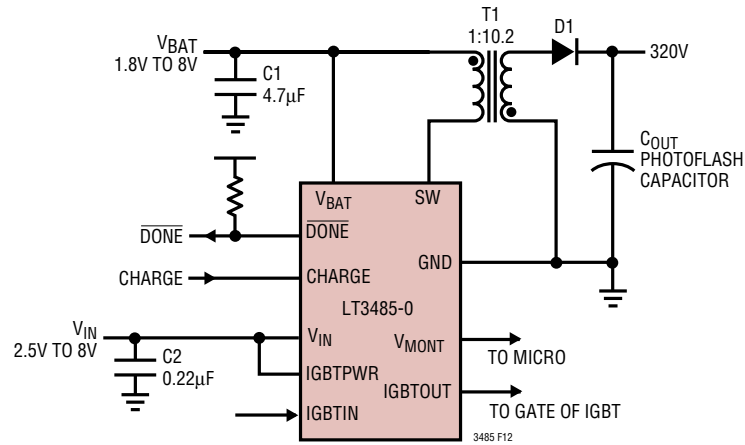 T1
1:10.2
D1
VBAT
1.8V TO 8V
320V
C1
4.7µF
COUT
PHOTOFLASH
CAPACITOR
VBAT
SW
DONE
DONE
GND
CHARGE
CHARGE
LT3485-0
VIN
2.5V TO 8V
VIN
VMONT
TO MICRO
C2
0.22µF
IGBTPWR
IGBTOUT
TO GATE OF IGBT
IGBTIN
3485 F12